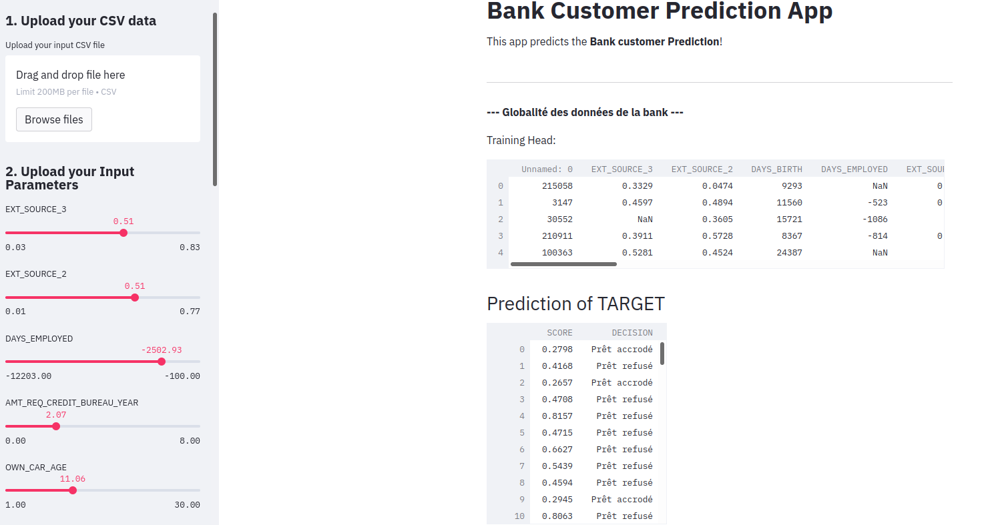 1. Upload your CSV data
Upload your input CSV file
Drag and drop file here
Limit 200MB per file • CSV
Browse files
2. Upload your Input
Parameters
EXT_SOURCE_3
0.51
0.03 0.83
EXT_SOURCE_2
0.51
0.01 0.77
DAYS_EMPLOYED
-2502.93
-12203.00 -100.00
AMT_REQ_CREDIT_BUREAU_YEAR
2.07
0.00 8.00
OWN_CAR_AGE
11.06
1.00 30.00
Bank Customer Prediction App
This app predicts the Bank customer Prediction!
--- Globalité des données de la bank ---
Training Head:
Unnamed: 0 EXT_SOURCE_3 EXT_SOURCE_2 DAYS_BIRTH DAYS_EMPLOYED EXT_SOU
0 215058 0.3329 0.0474 9293 NaN 0
1 3147 0.4597 0.4894 11560 -523 0
2 30552 NaN 0.3605 15721 -1086
3 210911 0.3911 0.5728 8367 -814 0
4 100363 0.5281 0.4524 24387 NaN
Prediction of TARGET
SCORE DECISION
0 0.2798 Prêt accrodé
1 0.4168 Prêt refusé
2 0.2657 Prêt accrodé
3 0.4708 Prêt refusé
4 0.8157 Prêt refusé
5 0.4715 Prêt refusé
6 0.6627 Prêt refusé
7 0.5439 Prêt refusé
8 0.4594 Prêt refusé
9 0.2945 Prêt accrodé
10 0.8063 Prêt refusé